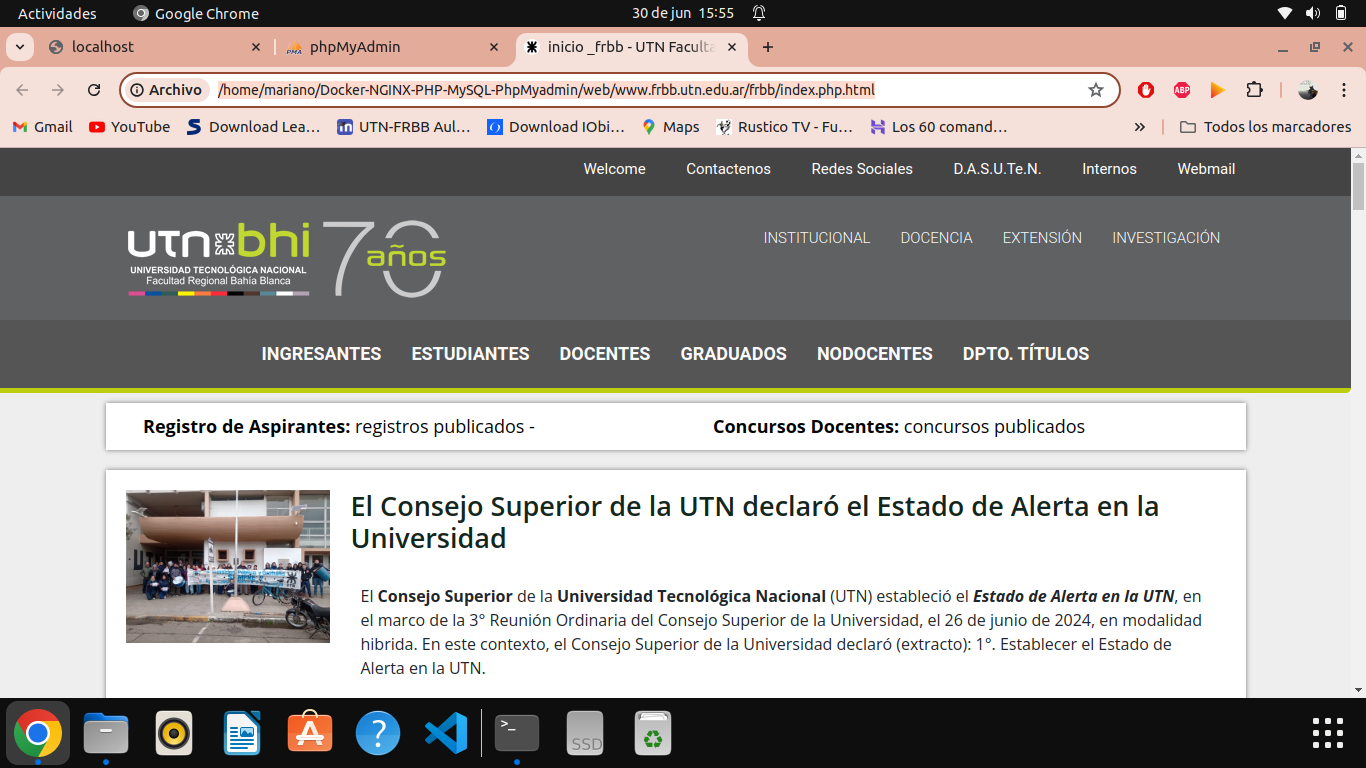 Actividades Google Chrome 30 de jun 15:55
localhost phpMyAdmin inicio _frbb - UTN Faculta
Archivo /home/mariano/Docker-NGINX-PHP-MySQL-PhpMyadmin/web/www.frbb.utn.edu.ar/frbb/index.php.html
ABP
Gmail YouTube Download Lea… UTN-FRBB Aul… Download IObi… Maps Rustico TV - Fu… Los 60 comand… » Todos los marcadores
Welcome Contactenos Redes Sociales D.A.S.U.Te.N. Internos Webmail
utn bhi 70 años
UNIVERSIDAD TECNOLÓGICA NACIONAL
Facultad Regional Bahía Blanca
INSTITUCIONAL DOCENCIA EXTENSIÓN INVESTIGACIÓN
INGRESANTES ESTUDIANTES DOCENTES GRADUADOS NODOCENTES DPTO. TÍTULOS
Registro de Aspirantes: registros publicados - Concursos Docentes: concursos publicados
El Consejo Superior de la UTN declaró el Estado de Alerta en la
Universidad
El Consejo Superior de la Universidad Tecnológica Nacional (UTN) estableció el Estado de Alerta en la UTN, en
el marco de la 3° Reunión Ordinaria del Consejo Superior de la Universidad, el 26 de junio de 2024, en modalidad
hibrida. En este contexto, el Consejo Superior de la Universidad declaró (extracto): 1°. Establecer el Estado de
Alerta en la UTN.
SSD